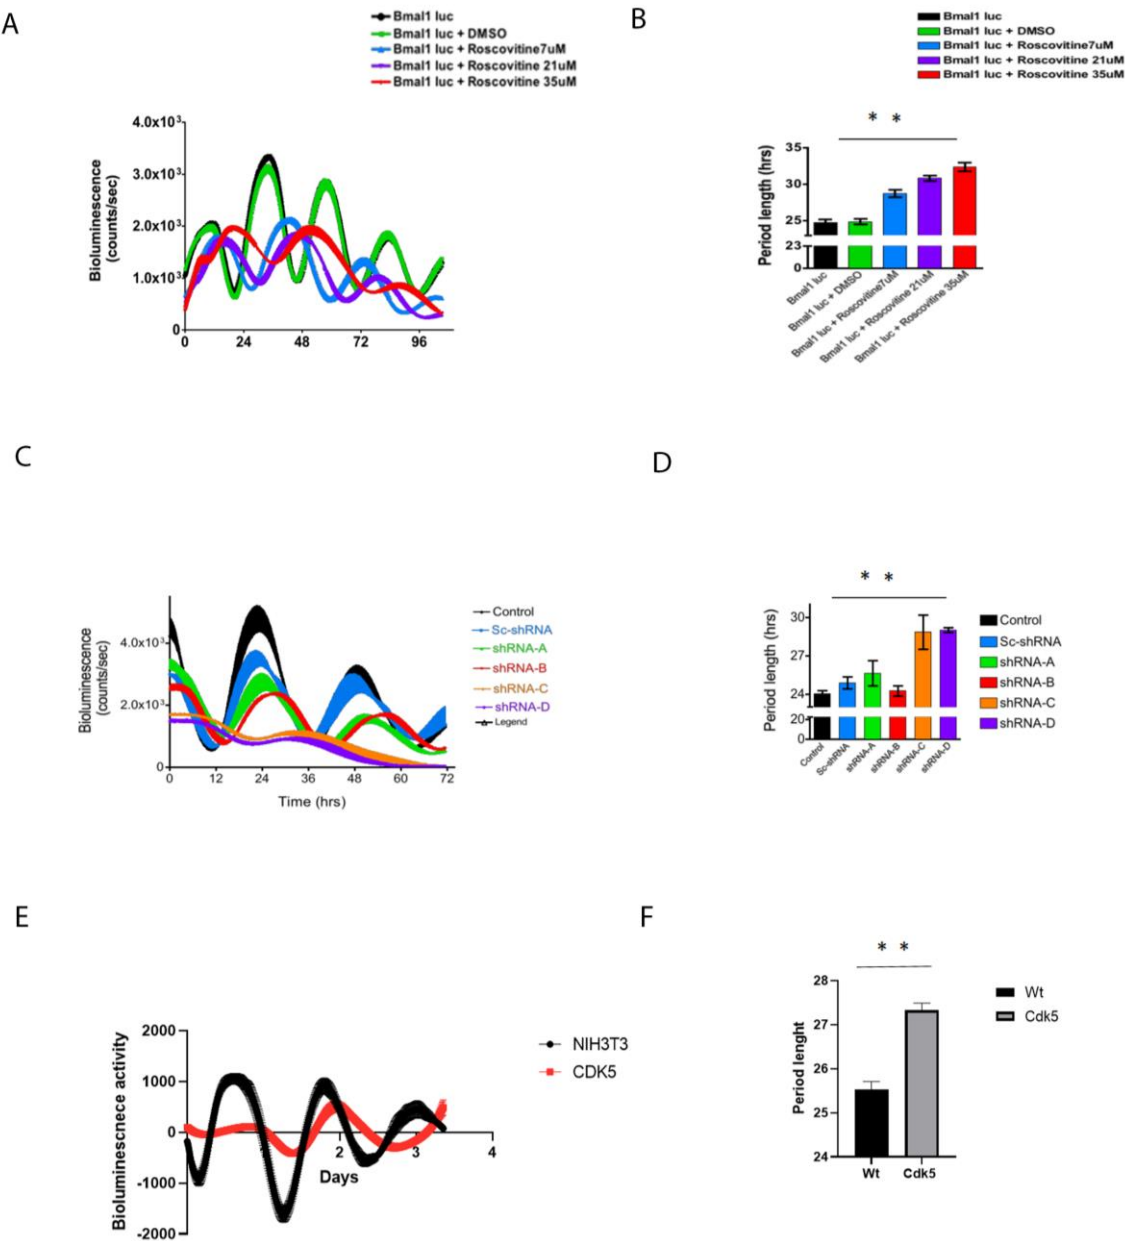 A
Bmal1 luc
Bmal1 luc + DMSO
Bmal1 luc + Roscovitine7uM
Bmal1 luc + Roscovitine 21uM
Bmal1 luc + Roscovitine 35uM
Bioluminescence
(counts/sec)
4.0x10³
3.0x10³
2.0x10³
1.0x10³
0
0 24 48 72 96
B
Bmal1 luc
Bmal1 luc + DMSO
Bmal1 luc + Roscovitine7uM
Bmal1 luc + Roscovitine 21uM
Bmal1 luc + Roscovitine 35uM
* *
Period length (hrs)
35
30
25
23
0
Bmal1 luc
Bmal1 luc + DMSO
Bmal1 luc + Roscovitine7uM
Bmal1 luc + Roscovitine 21uM
Bmal1 luc + Roscovitine 35uM
C
Bioluminescence
(counts/sec)
4.0x10³
2.0x10³
0
0 12 24 36 48 60 72
Time (hrs)
Control
Sc-shRNA
shRNA-A
shRNA-B
shRNA-C
shRNA-D
Legend
D
* *
Period length (hrs)
30
27
24
20
0
Control
Sc-shRNA
shRNA-A
shRNA-B
shRNA-C
shRNA-D
Control
Sc-shRNA
shRNA-A
shRNA-B
shRNA-C
shRNA-D
E
Bioluminescnece activity
2000
1000
0
-1000
-2000
2 3 4
Days
NIH3T3
CDK5
F
* *
Period lenght
28
27
26
25
24
Wt Cdk5
Wt
Cdk5